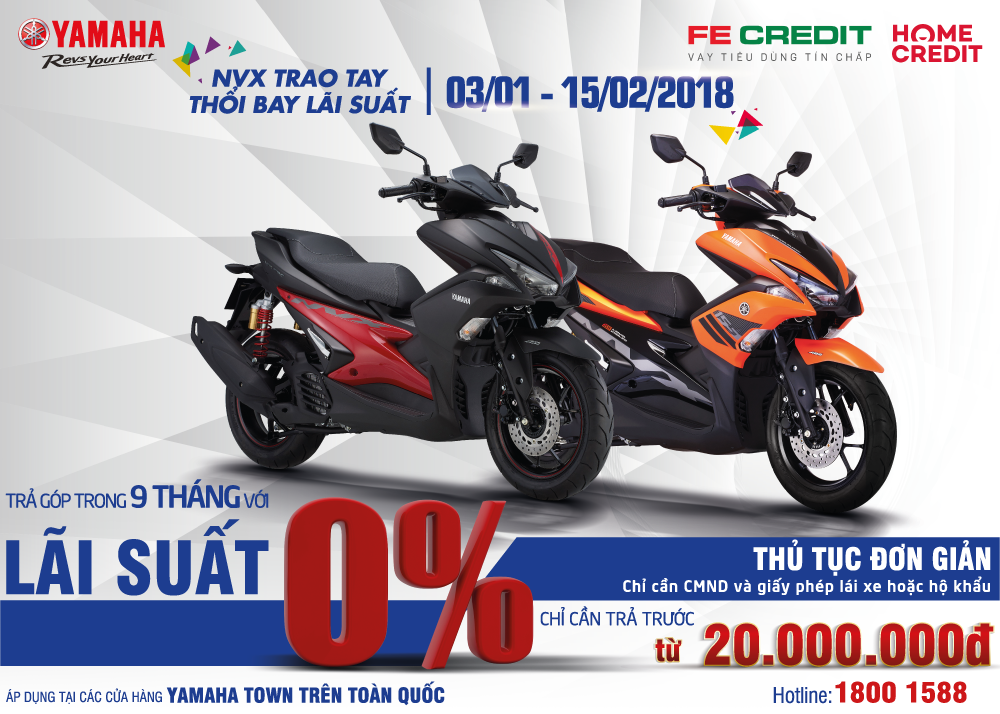 YAMAHA
Revs Your Heart
FE CREDIT
VAY TIÊU DÙNG TÍN CHẤP
HOME
CREDIT
NVX TRAO TAY
THỔI BAY LÃI SUẤT
03/01 - 15/02/2018
YAMAHA
YAMAHA
155
TRẢ GÓP TRONG 9 THÁNG VỚI
LÃI SUẤT 0%
THỦ TỤC ĐƠN GIẢN
Chỉ cần CMND và giấy phép lái xe hoặc hộ khẩu
CHỈ CẦN TRẢ TRƯỚC
từ 20.000.000đ
ÁP DỤNG TẠI CÁC CỬA HÀNG YAMAHA TOWN TRÊN TOÀN QUỐC
Hotline: 1800 1588